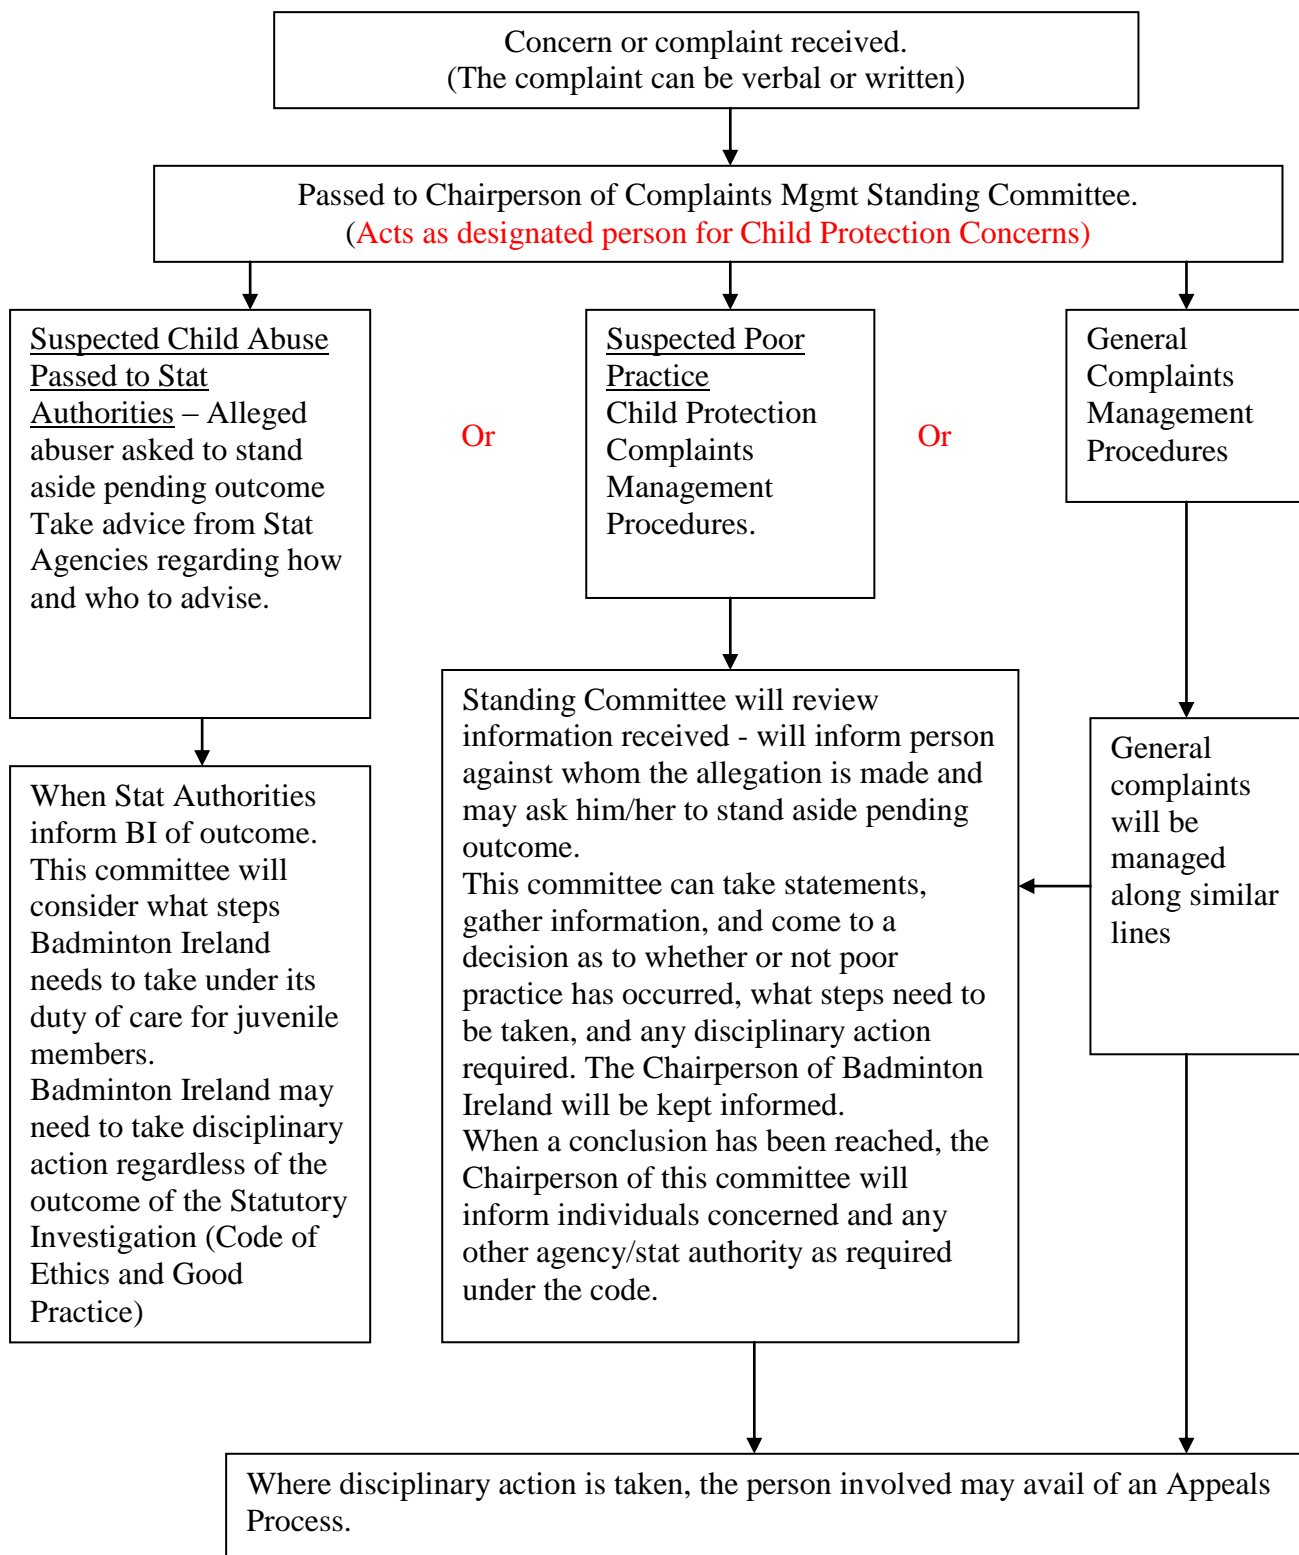 Concern or complaint received.
(The complaint can be verbal or written)
Passed to Chairperson of Complaints Mgmt Standing Committee.
(Acts as designated person for Child Protection Concerns)
Suspected Child Abuse
Passed to Stat
Authorities – Alleged
abuser asked to stand
aside pending outcome
Take advice from Stat
Agencies regarding how
and who to advise.
Or
Suspected Poor
Practice
Child Protection
Complaints
Management
Procedures.
Or
General
Complaints
Management
Procedures
When Stat Authorities
inform BI of outcome.
This committee will
consider what steps
Badminton Ireland
needs to take under its
duty of care for juvenile
members.
Badminton Ireland may
need to take disciplinary
action regardless of the
outcome of the Statutory
Investigation (Code of
Ethics and Good
Practice)
Standing Committee will review
information received - will inform person
against whom the allegation is made and
may ask him/her to stand aside pending
outcome.
This committee can take statements,
gather information, and come to a
decision as to whether or not poor
practice has occurred, what steps need to
be taken, and any disciplinary action
required. The Chairperson of Badminton
Ireland will be kept informed.
When a conclusion has been reached, the
Chairperson of this committee will
inform individuals concerned and any
other agency/stat authority as required
under the code.
General
complaints
will be
managed
along similar
lines
Where disciplinary action is taken, the person involved may avail of an Appeals
Process.